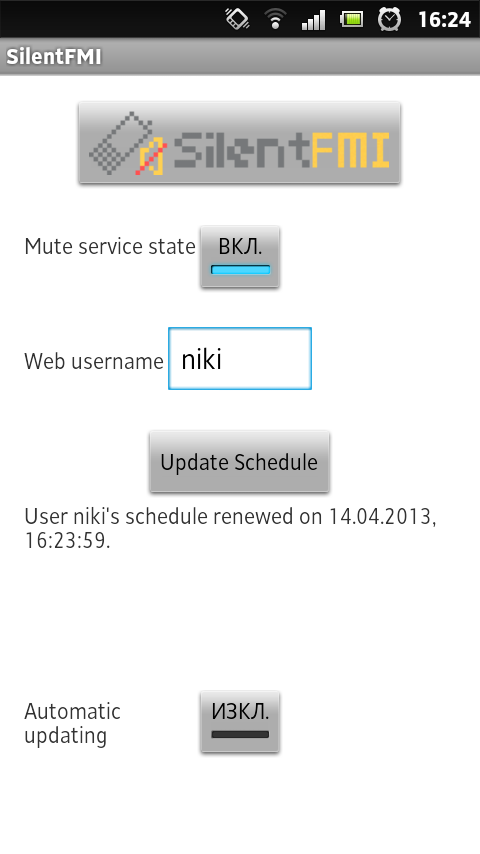 16:24
SilentFMI
SilentFMI
Mute service state
ВКЛ.
Web username
niki
Update Schedule
User niki's schedule renewed on 14.04.2013,
16:23:59.
Automatic
updating
ИЗКЛ.